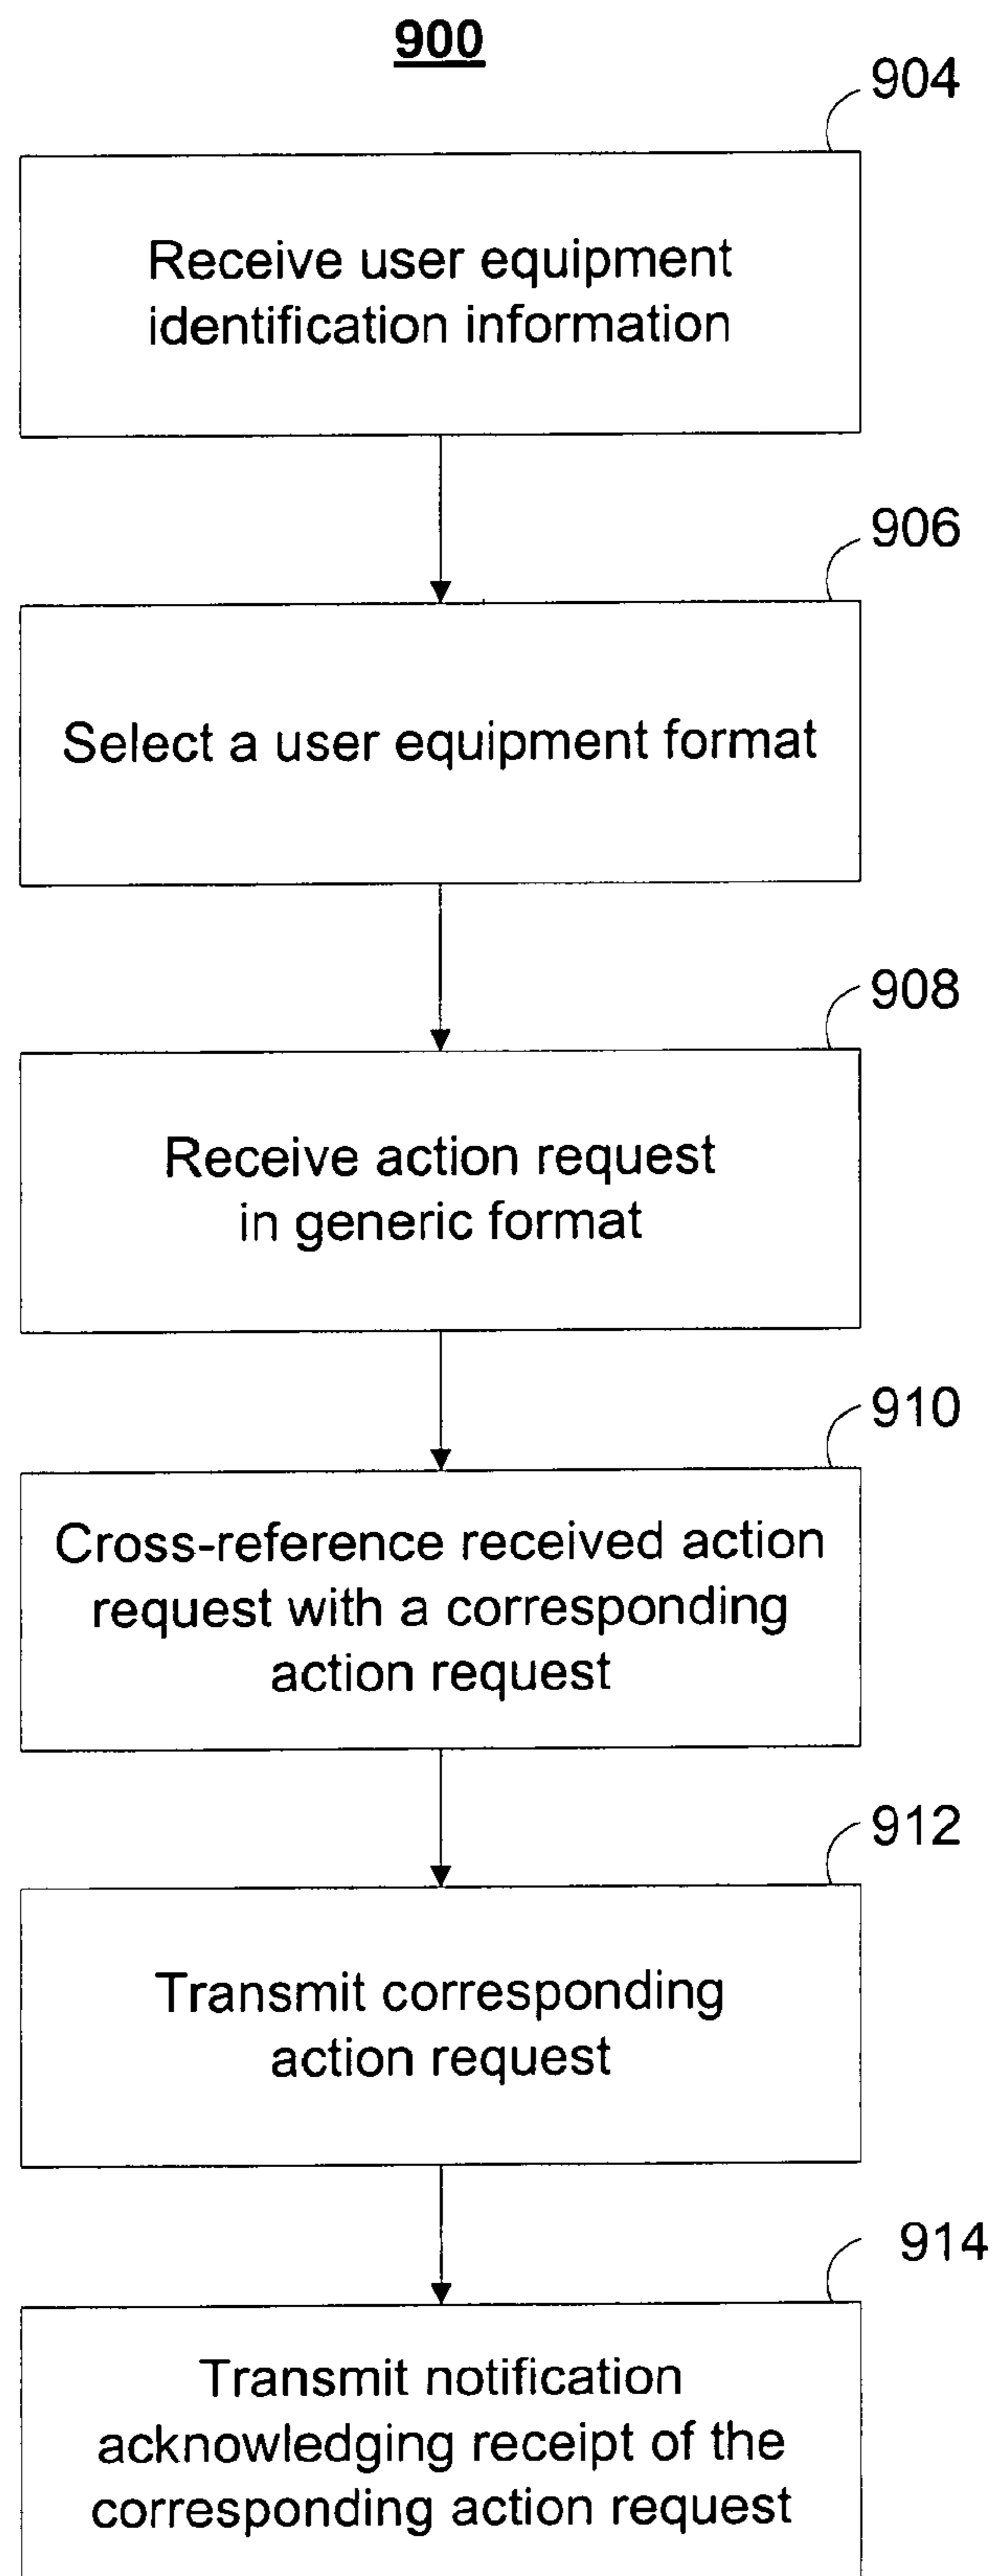 900
904
Receive user equipment
identification information
906
Select a user equipment format
908
Receive action request
in generic format
910
Cross-reference received action
request with a corresponding
action request
912
Transmit corresponding
action request
914
Transmit notification
acknowledging receipt of the
corresponding action request